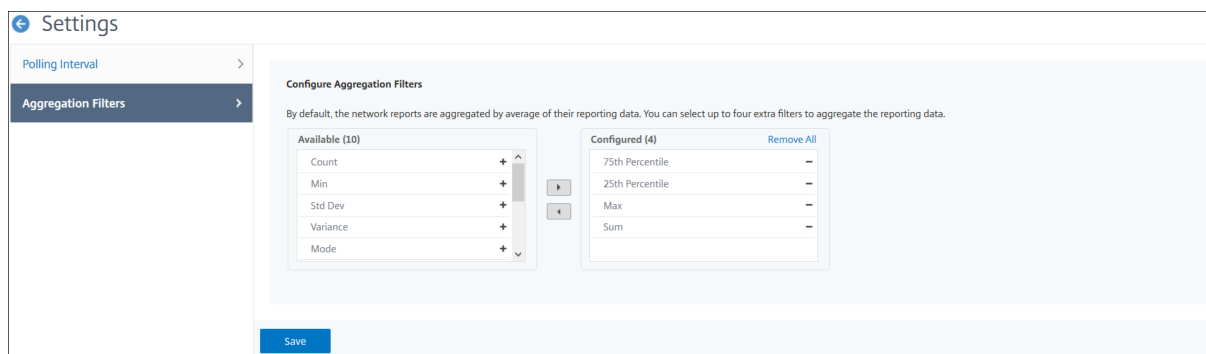 Settings
Polling Interval
Aggregation Filters
Configure Aggregation Filters
By default, the network reports are aggregated by average of their reporting data. You can select up to four extra filters to aggregate the reporting data.
Available (10)
Count
Min
Std Dev
Variance
Mode
Configured (4) Remove All
75th Percentile
25th Percentile
Max
Sum
Save